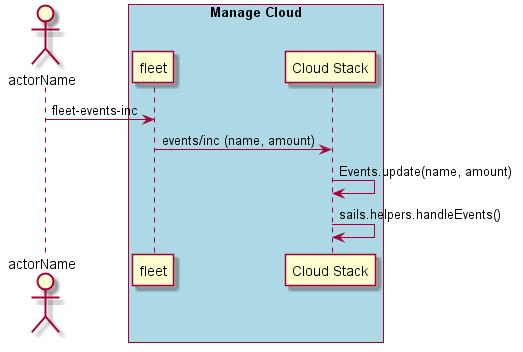 Manage Cloud
actorName
fleet
Cloud Stack
fleet-events-inc
events/inc (name, amount)
Events.update(name, amount)
sails.helpers.handleEvents()
actorName
fleet
Cloud Stack